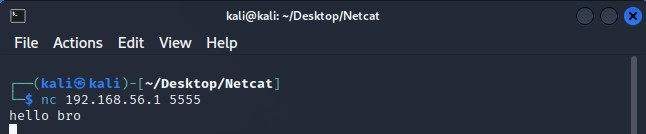 kali@kali: ~/Desktop/Netcat
File Actions Edit View Help
┌──(kali㉿kali)-[~/Desktop/Netcat]
└─$ nc 192.168.56.1 5555
hello bro